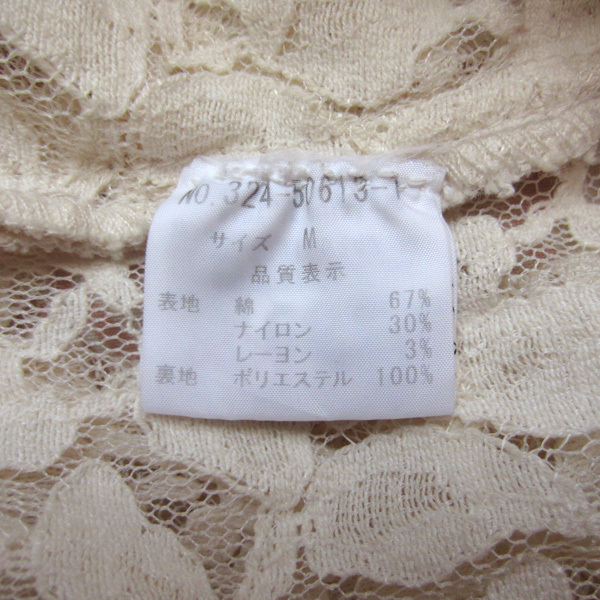 NO. 324-50613-1
サイズ M
品質表示
表地 綿 67%
ナイロン 30%
レーヨン 3%
裏地 ポリエステル 100%